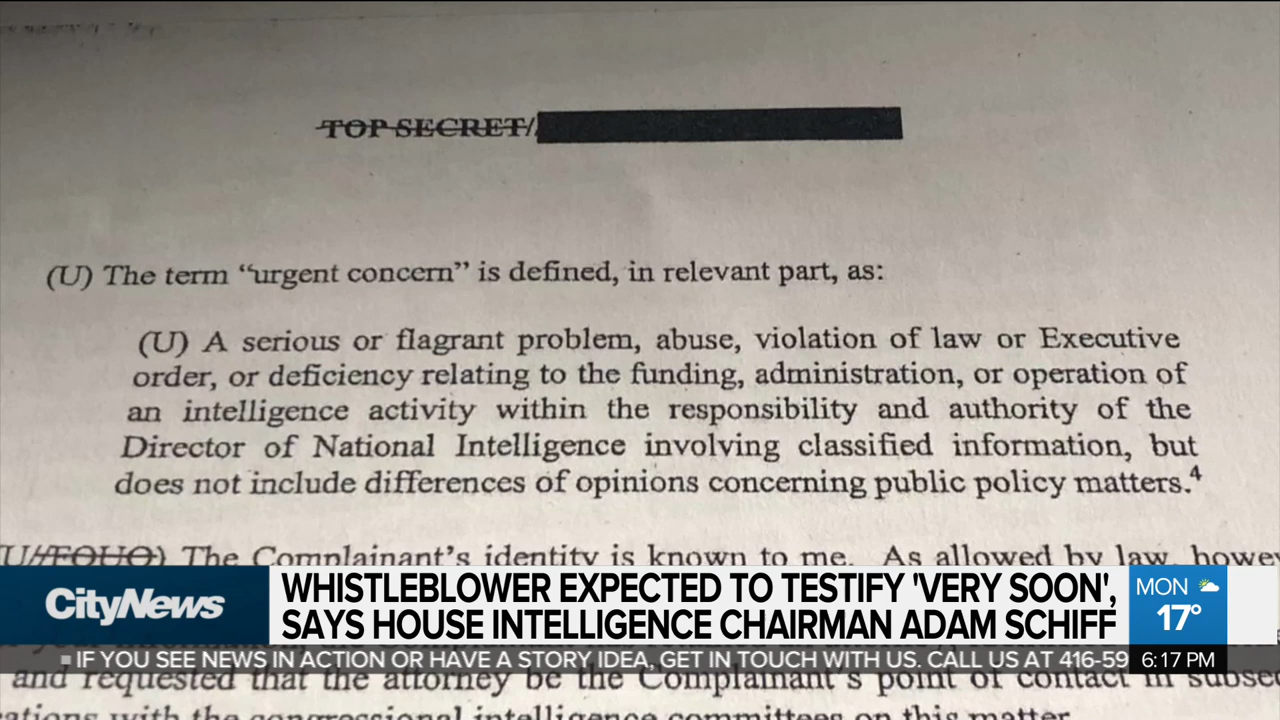 TOP SECRET/
(U) The term “urgent concern” is defined, in relevant part, as:
(U) A serious or flagrant problem, abuse, violation of law or Executive
order, or deficiency relating to the funding, administration, or operation of
an intelligence activity within the responsibility and authority of the
Director of National Intelligence involving classified information, but
does not include differences of opinions concerning public policy matters.4
U//FOUO) The Complainant's identity is known to me. As allowed by law,
CityNews
WHISTLEBLOWER EXPECTED TO TESTIFY 'VERY SOON',
SAYS HOUSE INTELLIGENCE CHAIRMAN ADAM SCHIFF
MON
17°
IF YOU SEE NEWS IN ACTION OR HAVE A STORY IDEA, GET IN TOUCH WITH US. CALL US AT 416-59
6:17 PM
and requested that the attorney be the Complainant's point of contact in
with the congressional intelligence committees on this matter